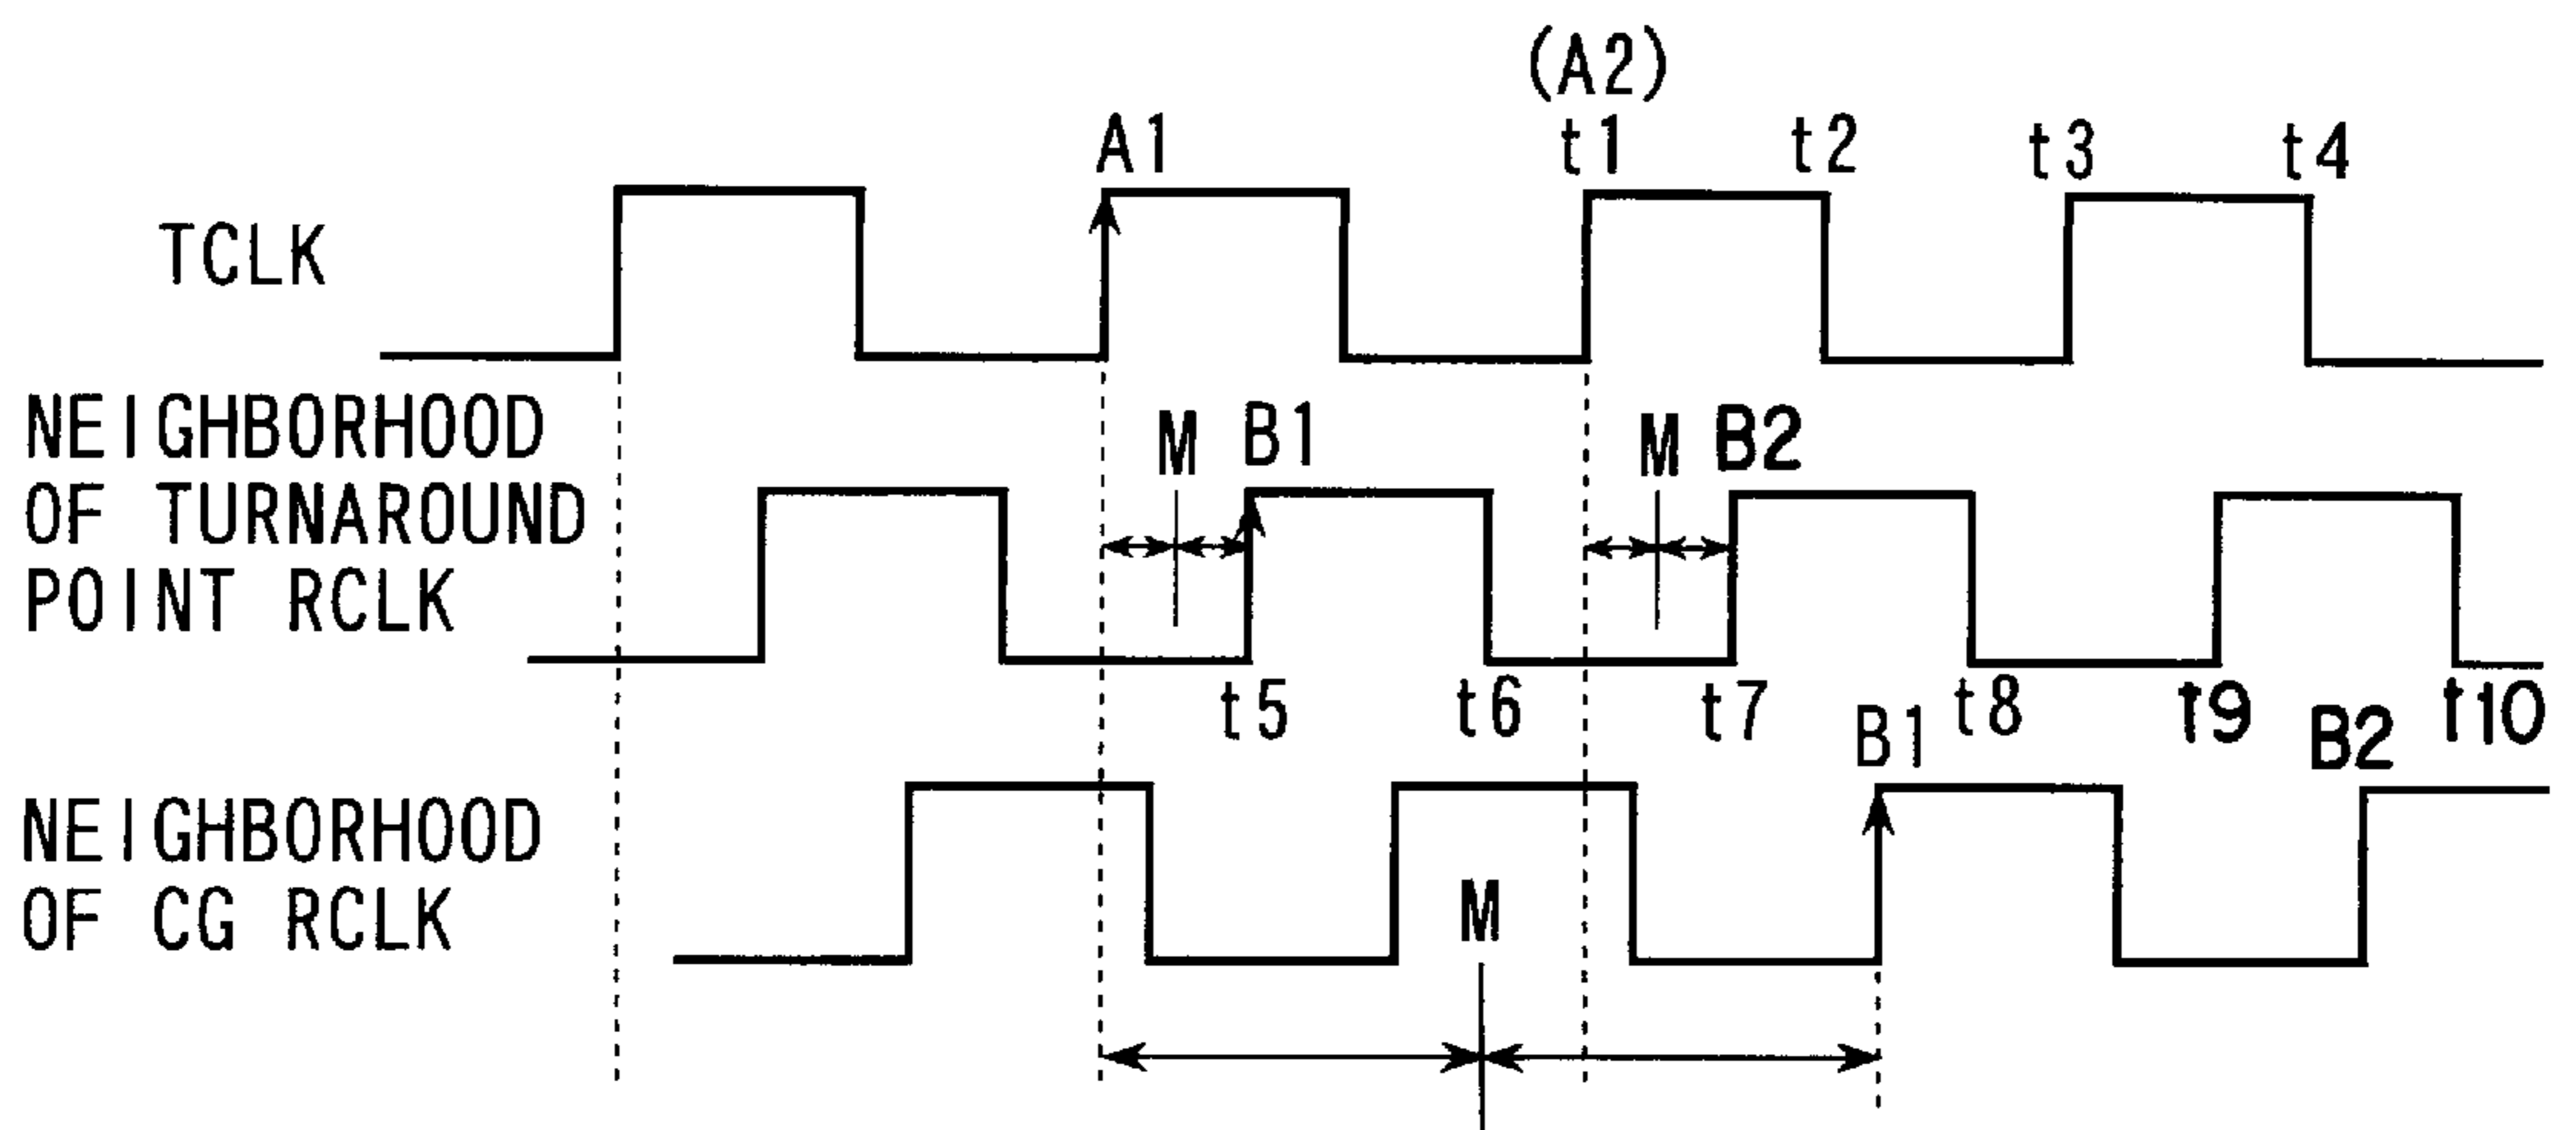 (A2)
A1 t1 t2 t3 t4
TCLK
NEIGHBORHOOD
OF TURNAROUND
POINT RCLK
M B1 M B2
t5 t6 t7 t8 t9 t10
B1 B2
NEIGHBORHOOD
OF CG RCLK
M